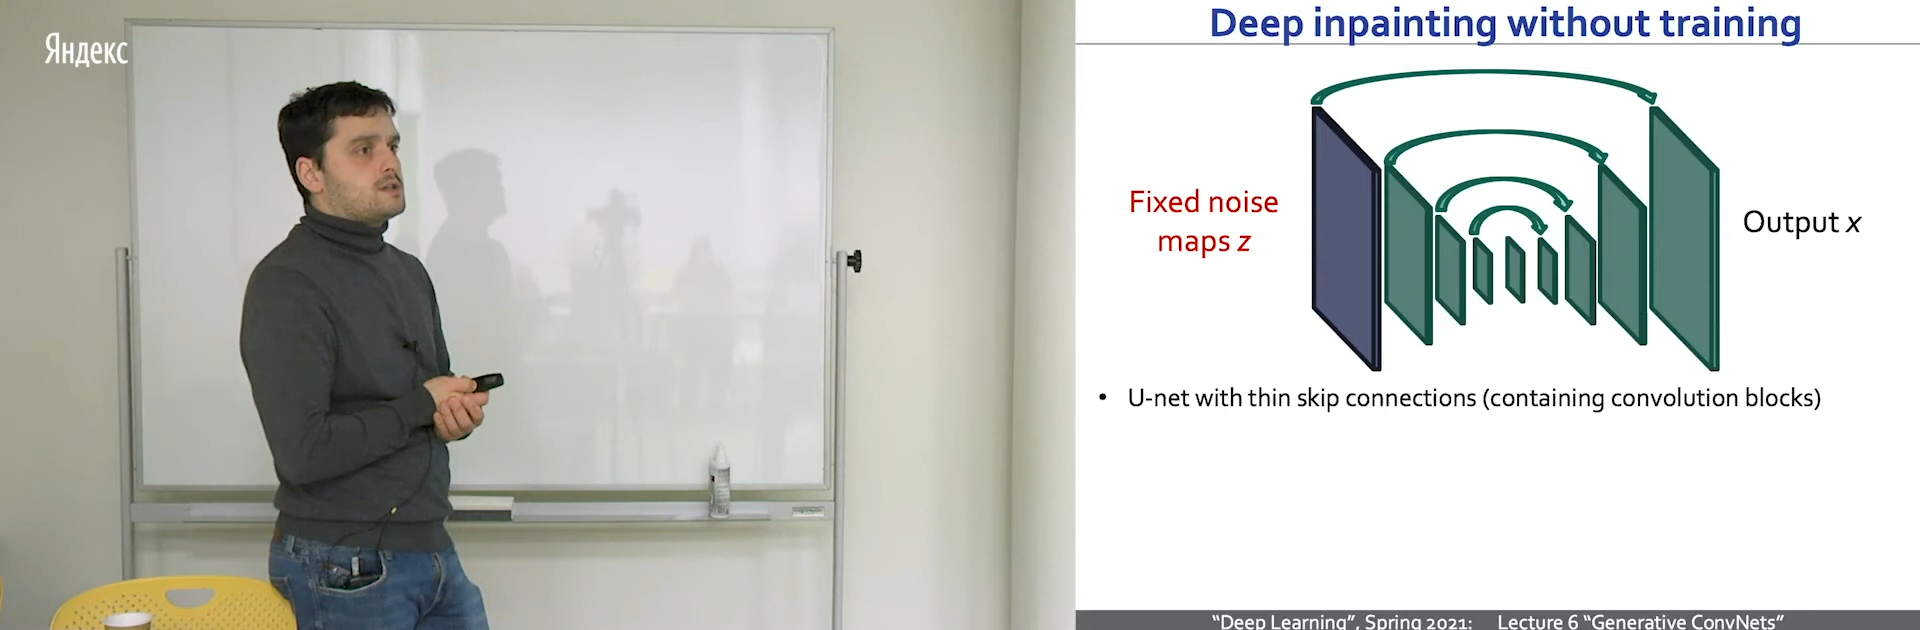 Яндекс
Deep inpainting without training
Fixed noise
maps z
Output x
• U-net with thin skip connections (containing convolution blocks)
“Deep Learning”, Spring 2021: Lecture 6 “Generative ConvNets”